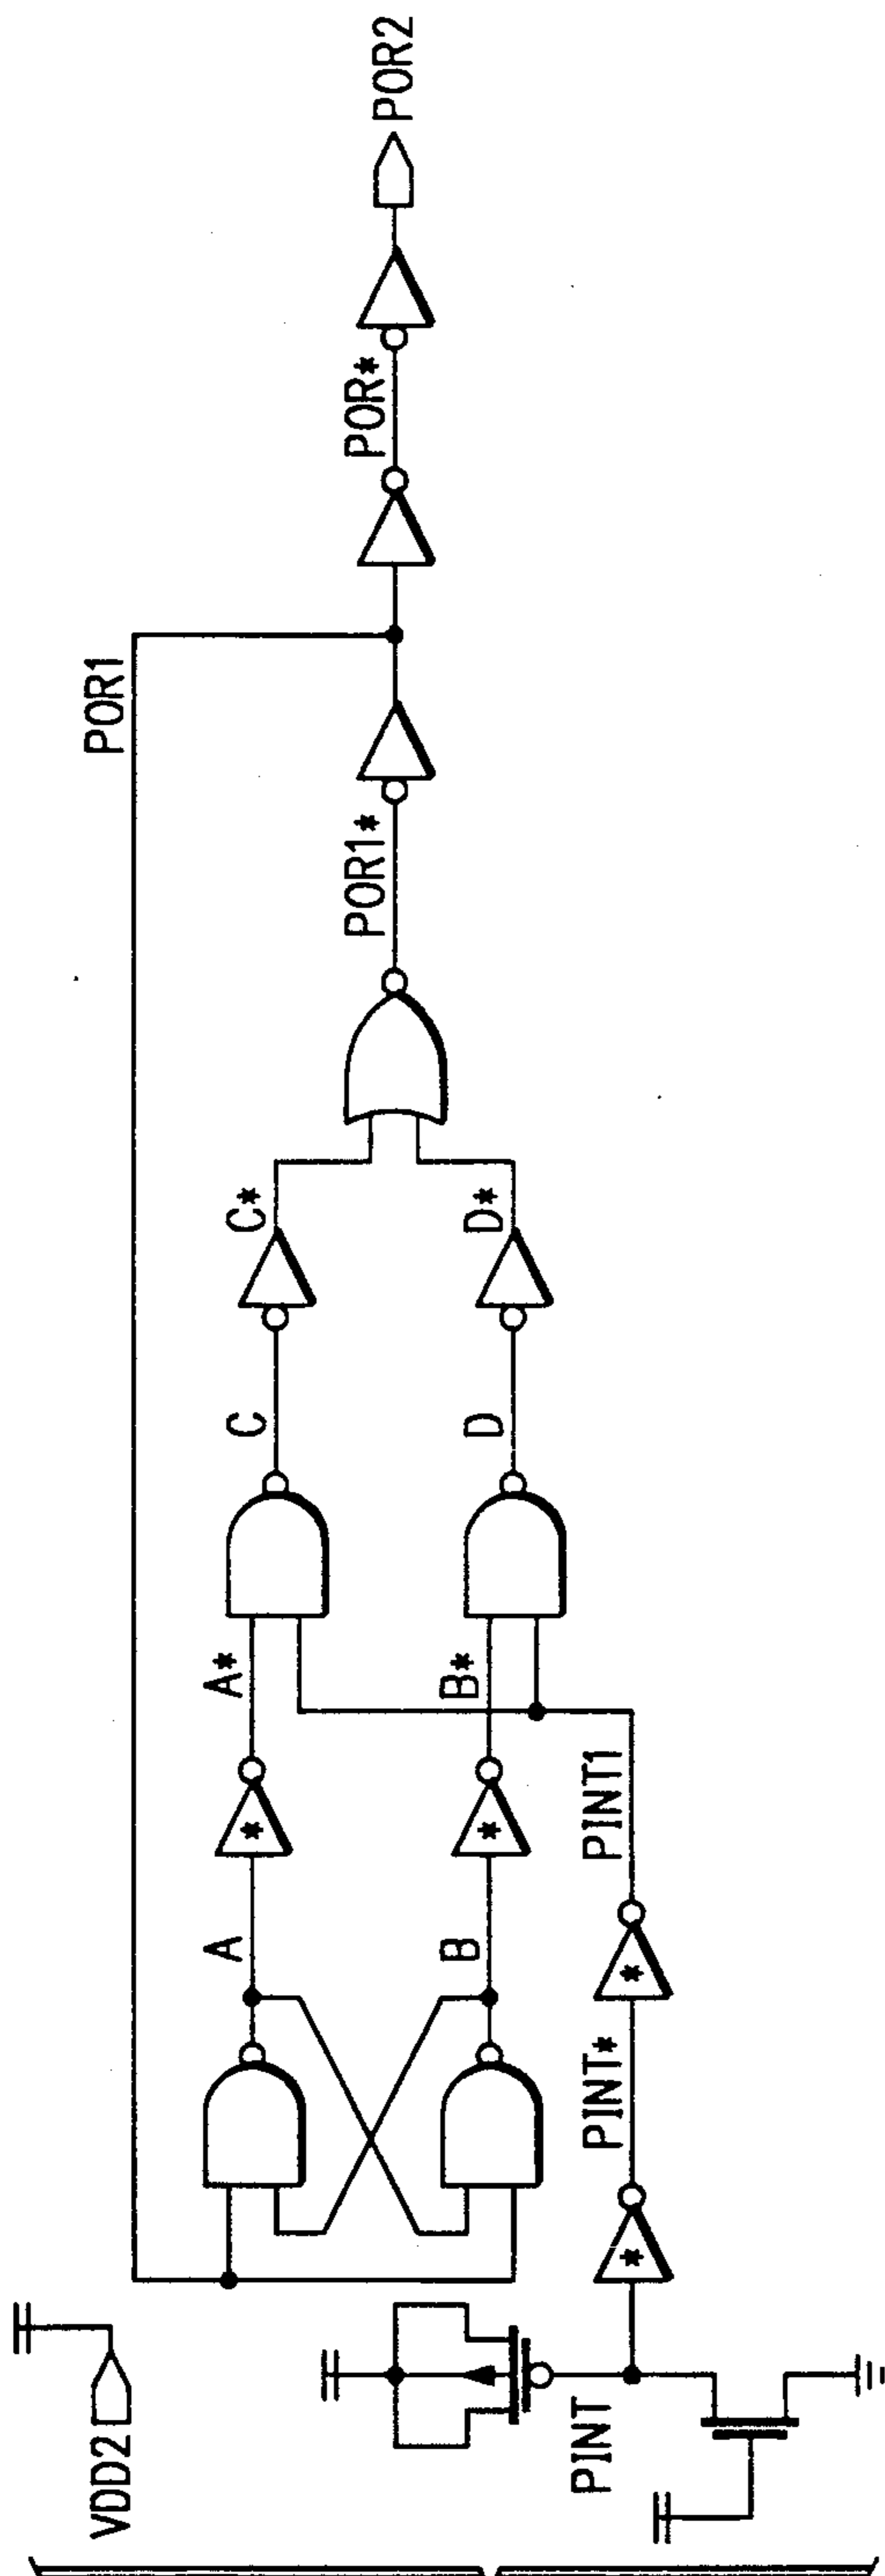 VDD2
POR1
A
A*
C
C*
POR1*
POR*
POR2
B
B*
D
D*
PINT
PINT*
PINT1
*
*
*
*